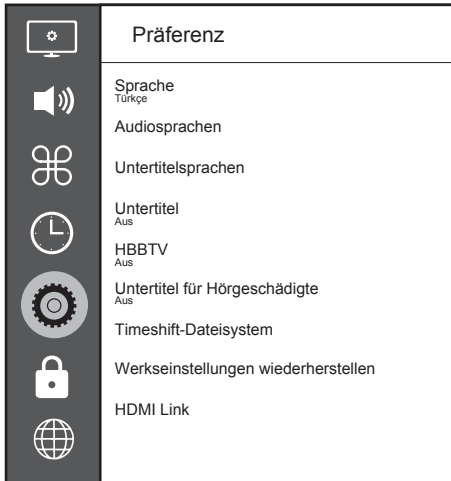 Präferenz
Sprache
Türkçe
Audiosprachen
Untertitelsprachen
Untertitel
Aus
HBBTV
Aus
Untertitel für Hörgeschädigte
Aus
Timeshift-Dateisystem
Werkseinstellungen wiederherstellen
HDMI Link